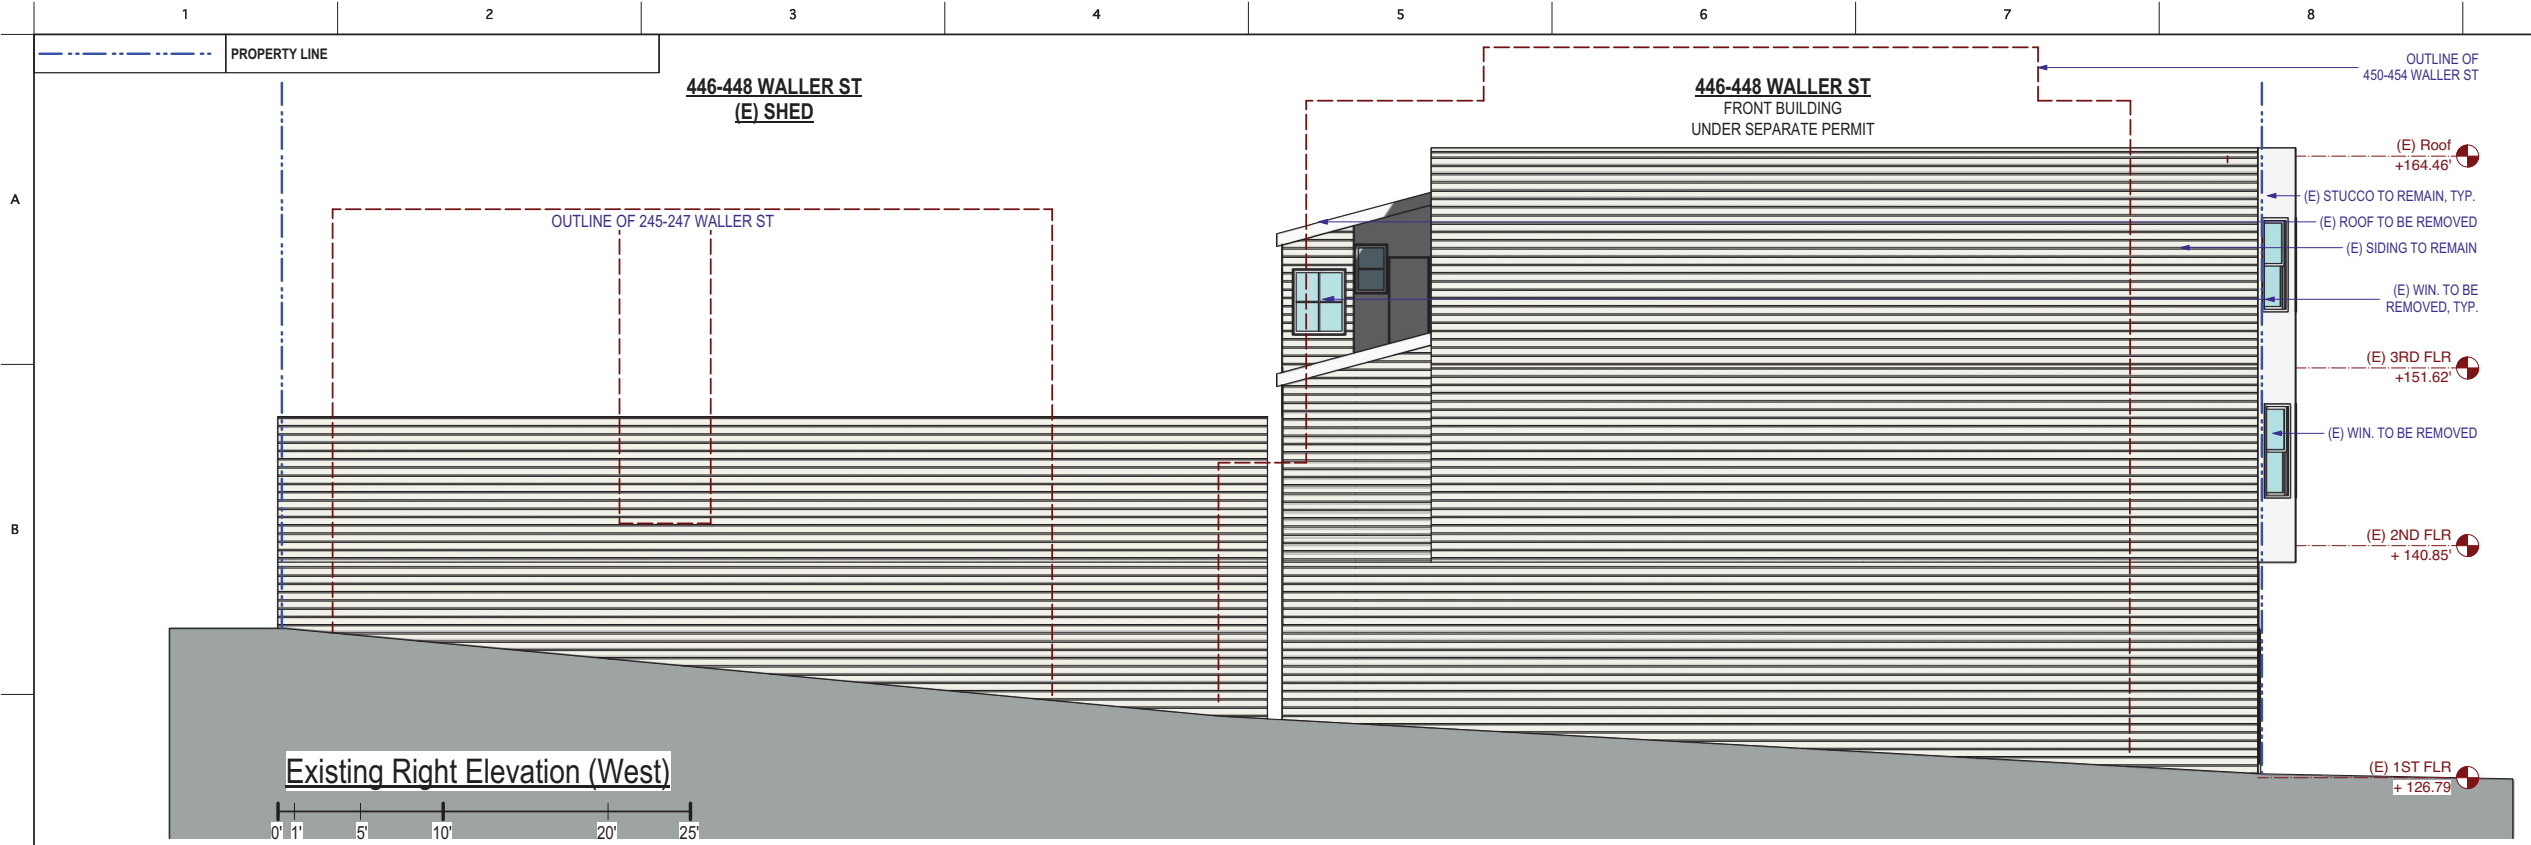 1 2 3 4 5 6 7 8
PROPERTY LINE
446-448 WALLER ST
(E) SHED
446-448 WALLER ST
FRONT BUILDING
UNDER SEPARATE PERMIT
OUTLINE OF
450-454 WALLER ST
(E) Roof
+164.46'
A
(E) STUCCO TO REMAIN, TYP.
OUTLINE OF 245-247 WALLER ST
(E) ROOF TO BE REMOVED
(E) SIDING TO REMAIN
(E) WIN. TO BE
REMOVED, TYP.
(E) 3RD FLR
+151.62'
(E) WIN. TO BE REMOVED
B
(E) 2ND FLR
+ 140.85'
Existing Right Elevation (West)
(E) 1ST FLR
+ 126.79
0' 1' 5' 10' 20' 25'